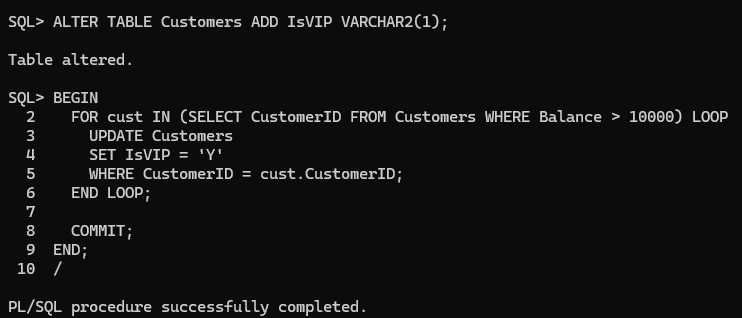 SQL> ALTER TABLE Customers ADD IsVIP VARCHAR2(1);

Table altered.

SQL> BEGIN
  2    FOR cust IN (SELECT CustomerID FROM Customers WHERE Balance > 10000) LOOP
  3      UPDATE Customers
  4      SET IsVIP = 'Y'
  5      WHERE CustomerID = cust.CustomerID;
  6    END LOOP;
  7
  8    COMMIT;
  9  END;
 10  /

PL/SQL procedure successfully completed.